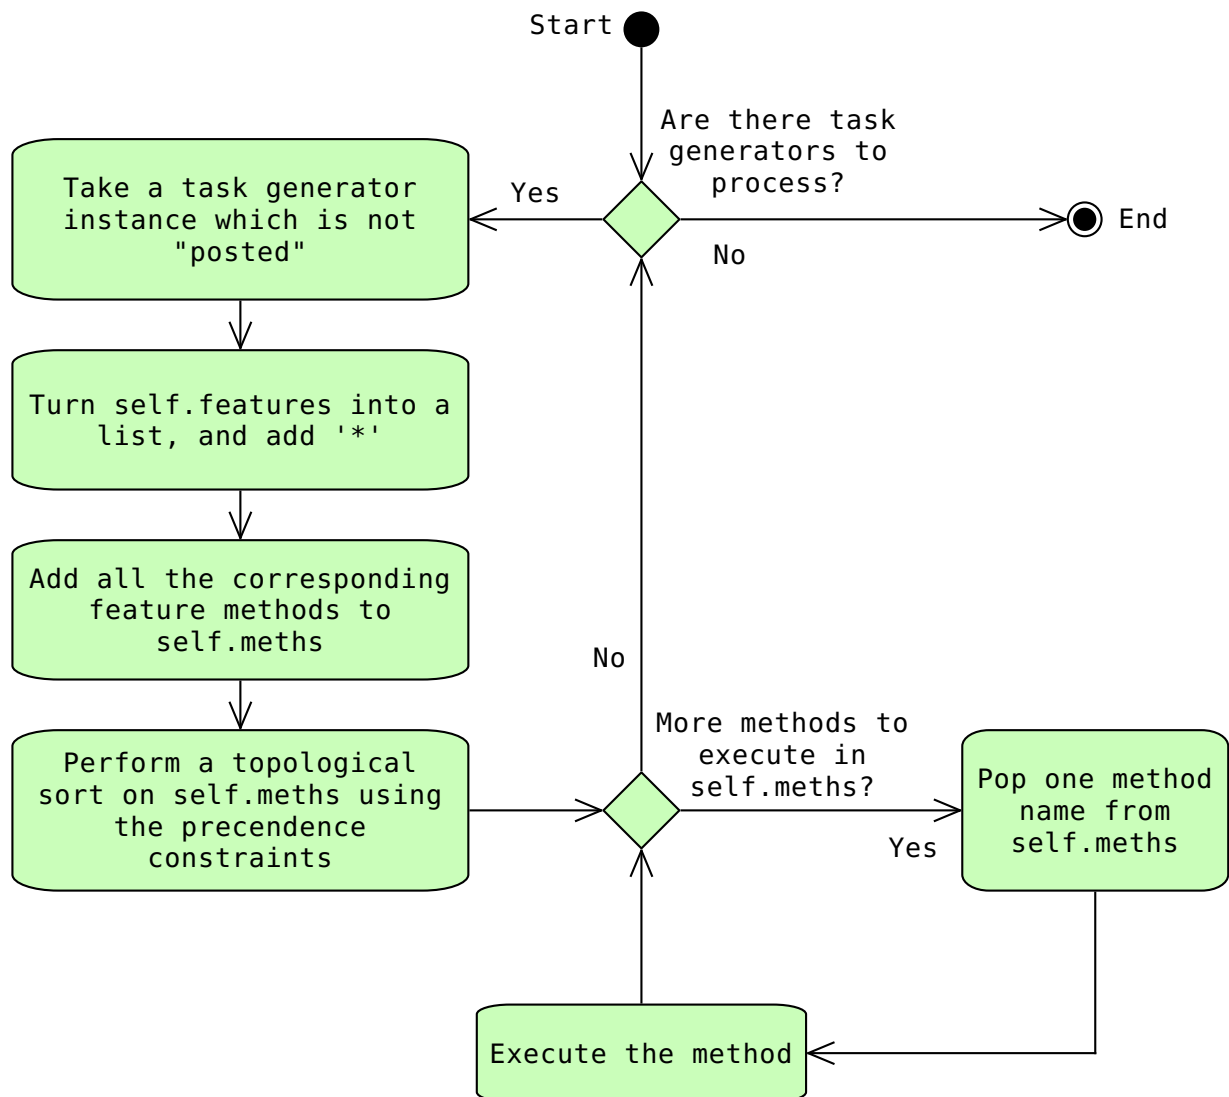 Start
Are there task
generators to
process?
Yes
No
End
Take a task generator
instance which is not
"posted"
Turn self.features into a
list, and add '*'
Add all the corresponding
feature methods to
self.meths
Perform a topological
sort on self.meths using
the precendence
constraints
No
More methods to
execute in
self.meths?
Yes
Pop one method
name from
self.meths
Execute the method